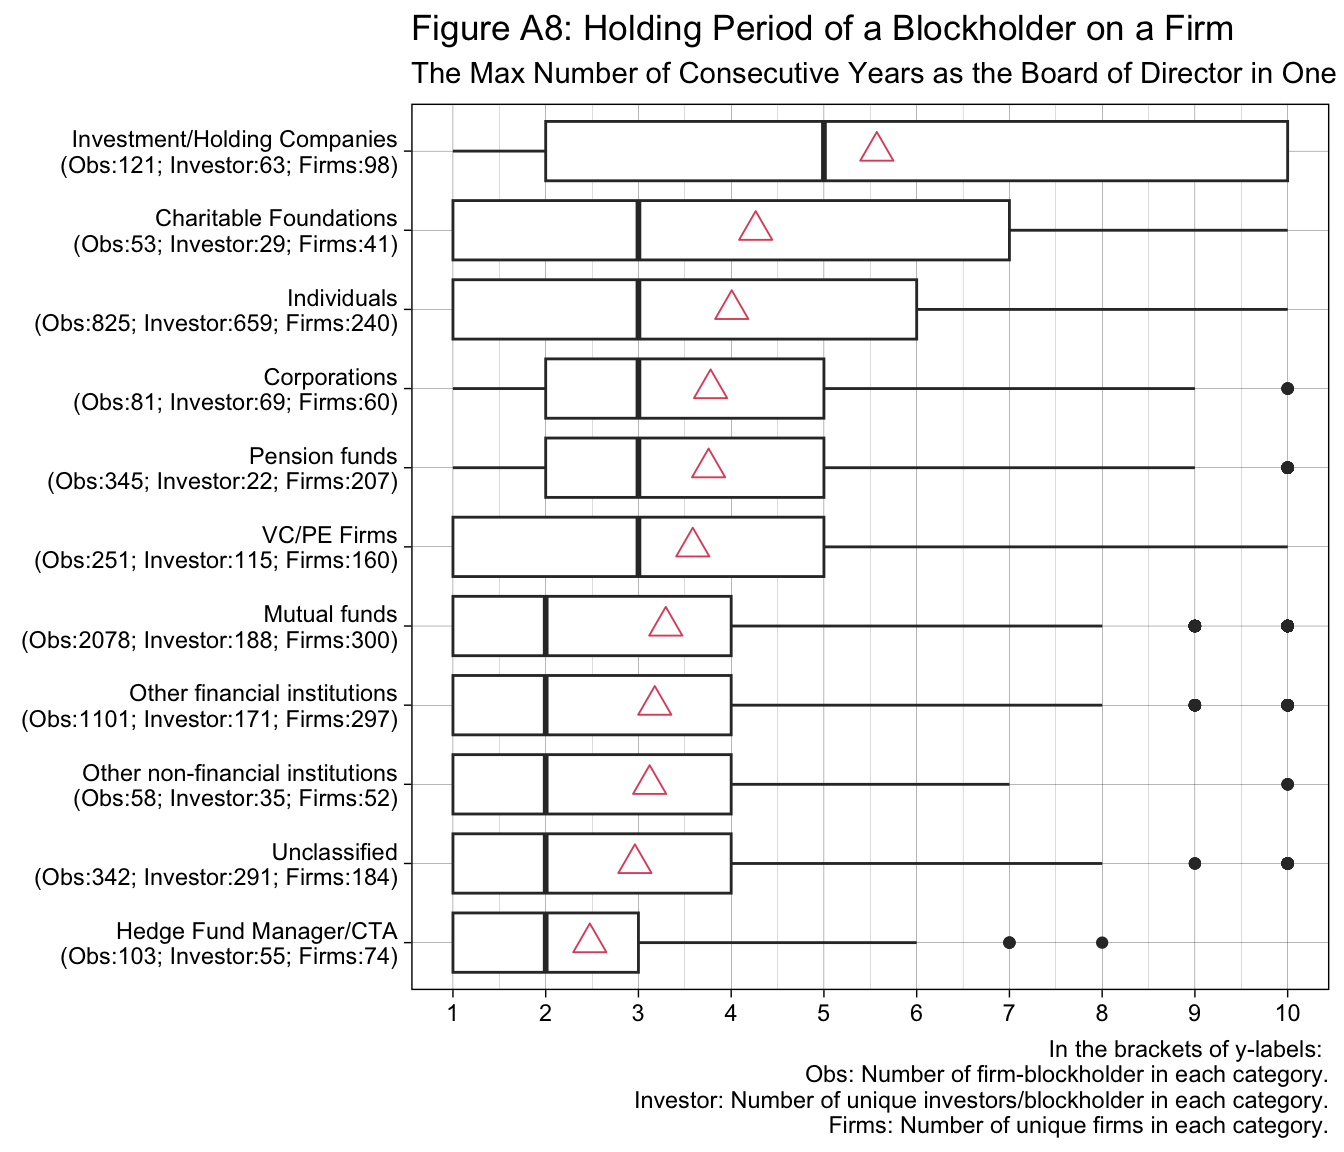 Figure A8: Holding Period of a Blockholder on a Firm
The Max Number of Consecutive Years as the Board of Director in One
Investment/Holding Companies
(Obs:121; Investor:63; Firms:98)
Charitable Foundations
(Obs:53; Investor:29; Firms:41)
Individuals
(Obs:825; Investor:659; Firms:240)
Corporations
(Obs:81; Investor:69; Firms:60)
Pension funds
(Obs:345; Investor:22; Firms:207)
VC/PE Firms
(Obs:251; Investor:115; Firms:160)
Mutual funds
(Obs:2078; Investor:188; Firms:300)
Other financial institutions
(Obs:1101; Investor:171; Firms:297)
Other non-financial institutions
(Obs:58; Investor:35; Firms:52)
Unclassified
(Obs:342; Investor:291; Firms:184)
Hedge Fund Manager/CTA
(Obs:103; Investor:55; Firms:74)
1 2 3 4 5 6 7 8 9 10
In the brackets of y-labels:
Obs: Number of firm-blockholder in each category.
Investor: Number of unique investors/blockholder in each category.
Firms: Number of unique firms in each category.